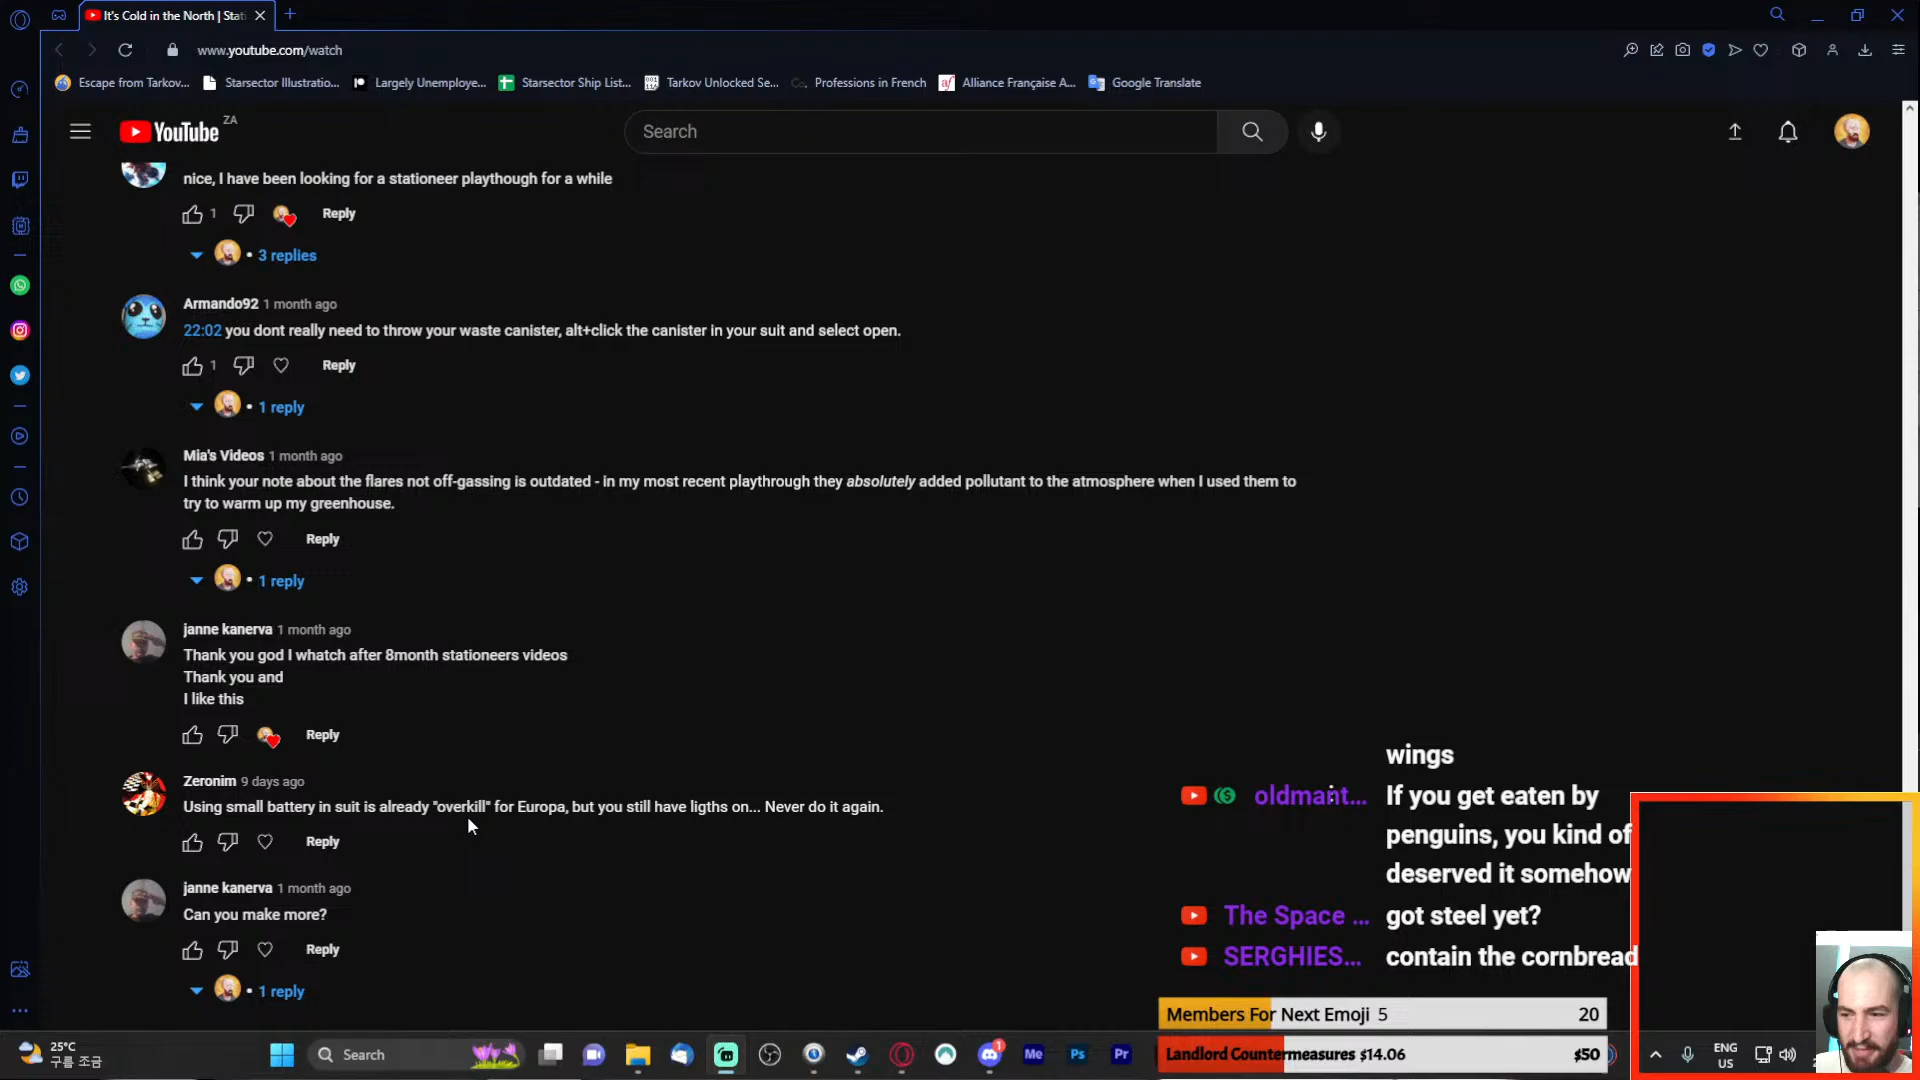 It's Cold in the North | Stati
www.youtube.com/watch
Escape from Tarkov...
Starsector Illustratio...
Largely Unemploye...
Starsector Ship List...
Tarkov Unlocked Se...
Professions in French
Alliance Française A...
Google Translate
YouTube ZA
Search
nice, I have been looking for a stationeer playthough for a while
1 Reply
• 3 replies
Armando92 1 month ago
22:02 you dont really need to throw your waste canister, alt+click the canister in your suit and select open.
1 Reply
• 1 reply
Mia's Videos 1 month ago
I think your note about the flares not off-gassing is outdated - in my most recent playthrough they absolutely added pollutant to the atmosphere when I used them to
try to warm up my greenhouse.
Reply
• 1 reply
janne kanerva 1 month ago
Thank you god I whatch after 8month stationeers videos
Thank you and
I like this
Reply
Zeronim 9 days ago
Using small battery in suit is already "overkill" for Europa, but you still have ligths on... Never do it again.
Reply
janne kanerva 1 month ago
Can you make more?
Reply
• 1 reply
wings
oldmant... If you get eaten by
penguins, you kind of
deserved it somehow
The Space ... got steel yet?
SERGHIES... contain the cornbread
Members For Next Emoji 5 20
Landlord Countermeasures $14.06 $50
25°C
구름 조금
Search
1
Me
Ps
Pr
ENG
US